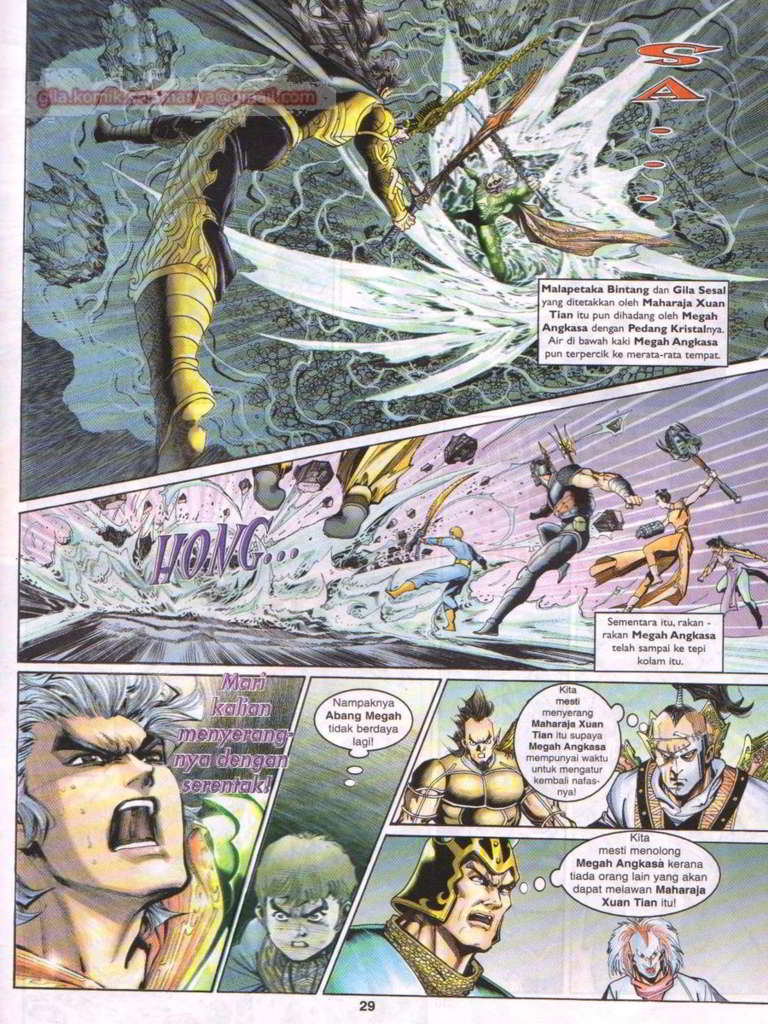 SA...
Malapetaka Bintang dan Gila Sesal
yang ditetakkan oleh Maharaja Xuan
Tian itu pun dihadang oleh Megah
Angkasa dengan Pedang Kristalnya.
Air di bawah kaki Megah Angkasa
pun terpercik ke merata-rata tempat.
HONG...
Sementara itu, rakan -
rakan Megah Angkasa
telah sampai ke tepi
kolam itu.
Mari
kalian
menyerang-
nya dengan
serentak!
Nampaknya
Abang Megah
tidak berdaya
lagi!
Kita
mesti
menyerang
Maharaja Xuan
Tian itu supaya
Megah Angkasa
mempunyai waktu
untuk mengatur
kembali nafas-
nya!
Kita
mesti menolong
Megah Angkasa kerana
tiada orang lain yang akan
dapat melawan Maharaja
Xuan Tian itu!
29